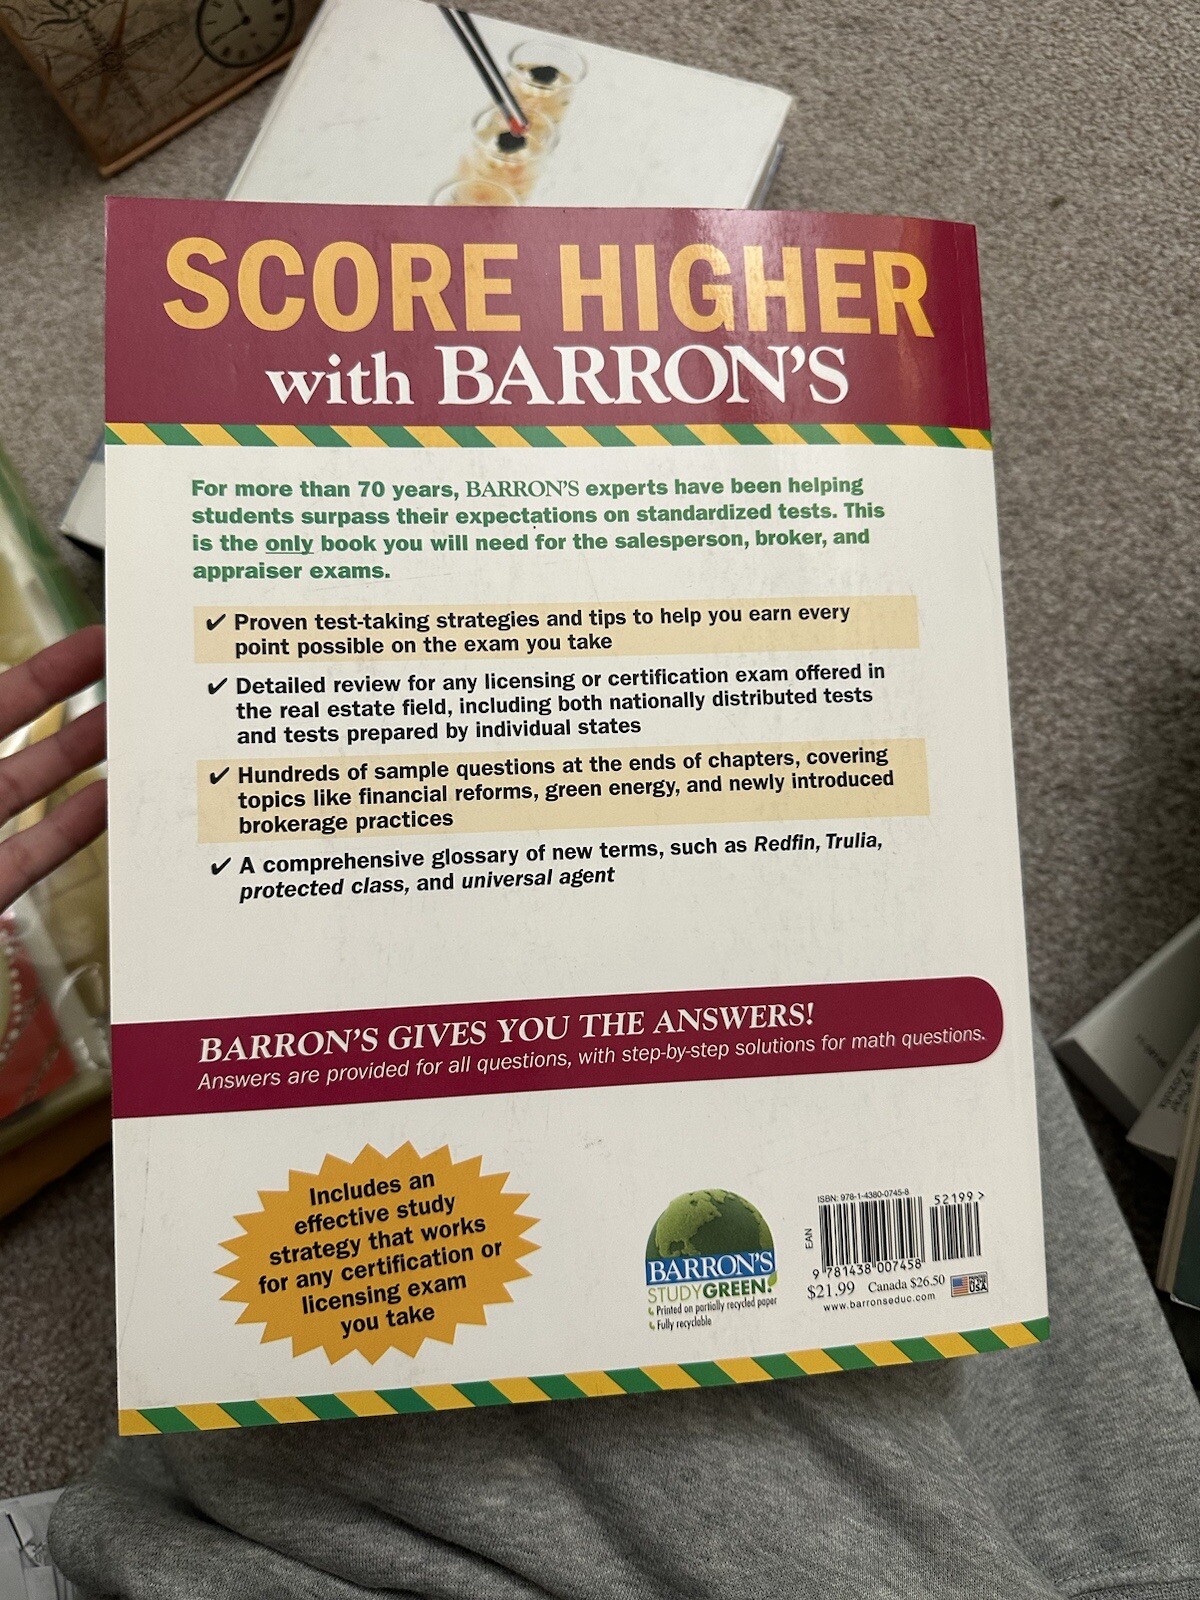 SCORE HIGHER
with BARRON'S
For more than 70 years, BARRON'S experts have been helping
students surpass their expectations on standardized tests. This
is the only book you will need for the salesperson, broker, and
appraiser exams.
✔ Proven test-taking strategies and tips to help you earn every
point possible on the exam you take
✔ Detailed review for any licensing or certification exam offered in
the real estate field, including both nationally distributed tests
and tests prepared by individual states
✔ Hundreds of sample questions at the ends of chapters, covering
topics like financial reforms, green energy, and newly introduced
brokerage practices
✔ A comprehensive glossary of new terms, such as Redfin, Trulia,
protected class, and universal agent
BARRON'S GIVES YOU THE ANSWERS!
Answers are provided for all questions, with step-by-step solutions for math questions.
Includes an
effective study
strategy that works
for any certification or
licensing exam
you take
BARRON'S
STUDYGREEN!
Printed on partially recycled paper
Fully recyclable
ISBN: 978-1-4380-0745-8
52199 >
EAN
9 781438 007458
$21.99 Canada $26.50
www.barronseduc.com
USA